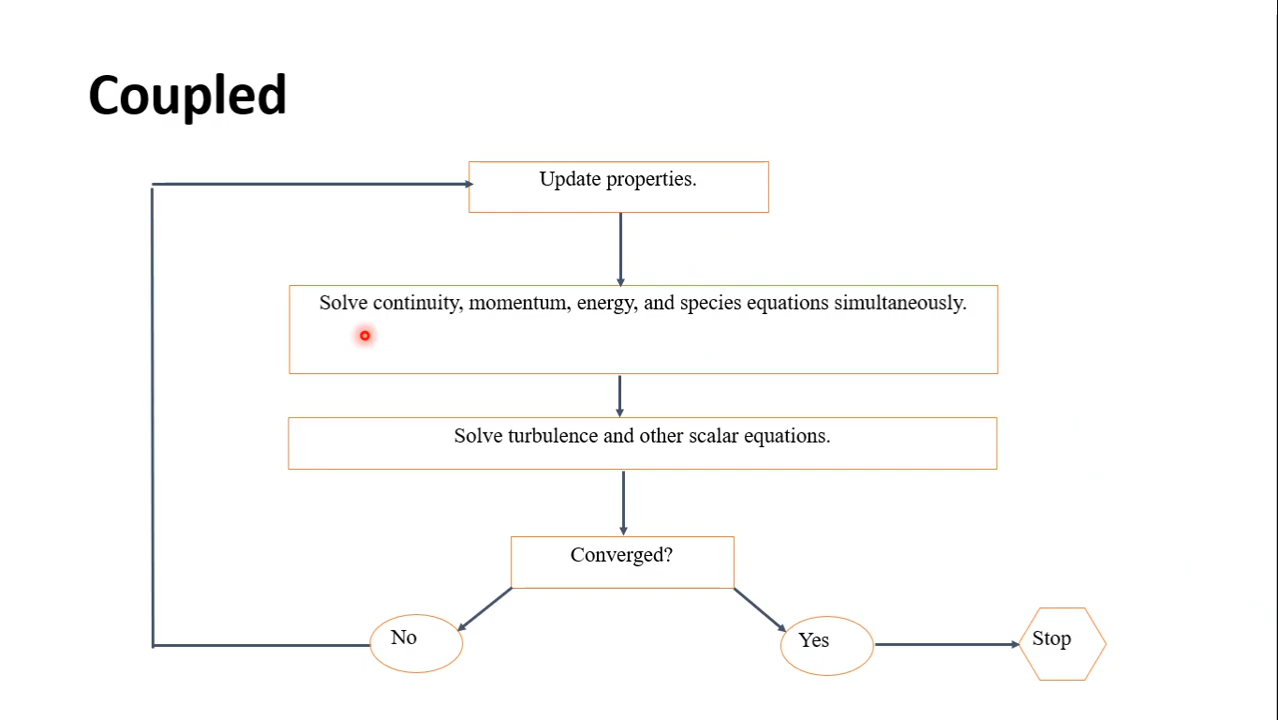 Coupled
Update properties.
Solve continuity, momentum, energy, and species equations simultaneously.
Solve turbulence and other scalar equations.
Converged?
No
Yes
Stop